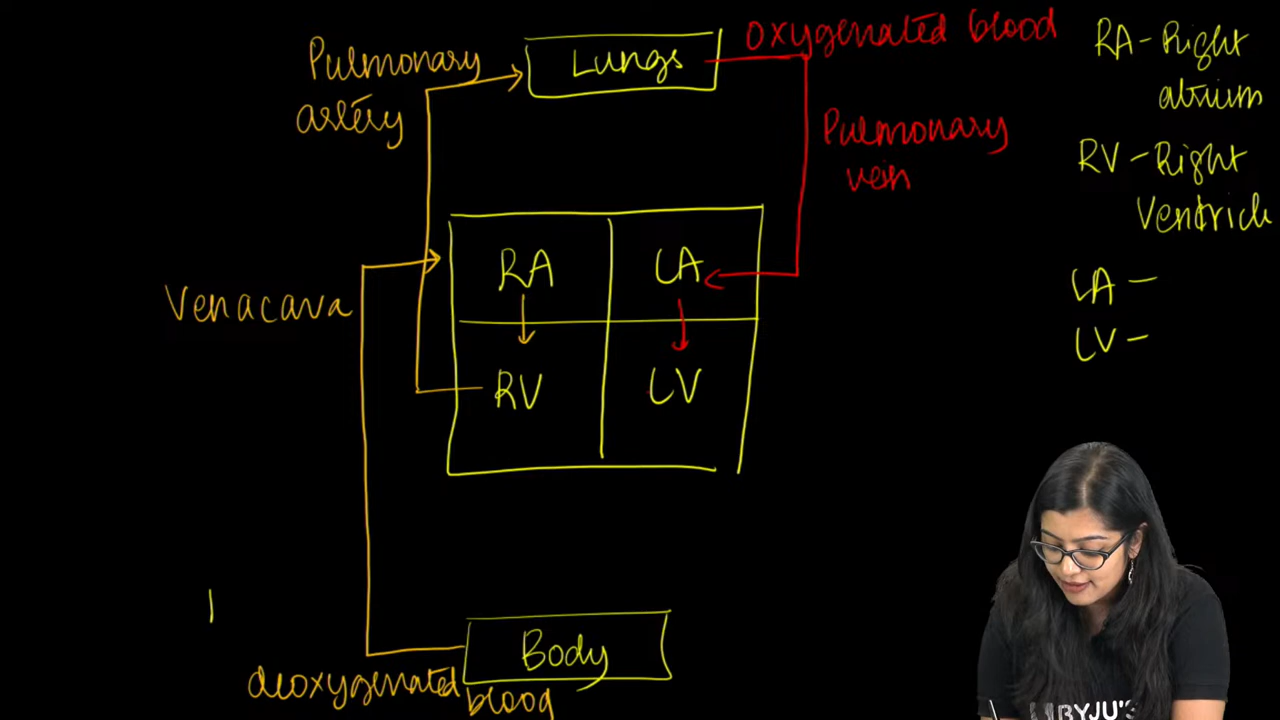 Pulmonary
artery
Lungs
oxygenated blood
Pulmonary
vein
RA - Right
atrium
RV - Right
Ventricle
LA -
LV -
Venacava
RA
LA
RV
LV
Body
deoxygenated blood
BYJU'S